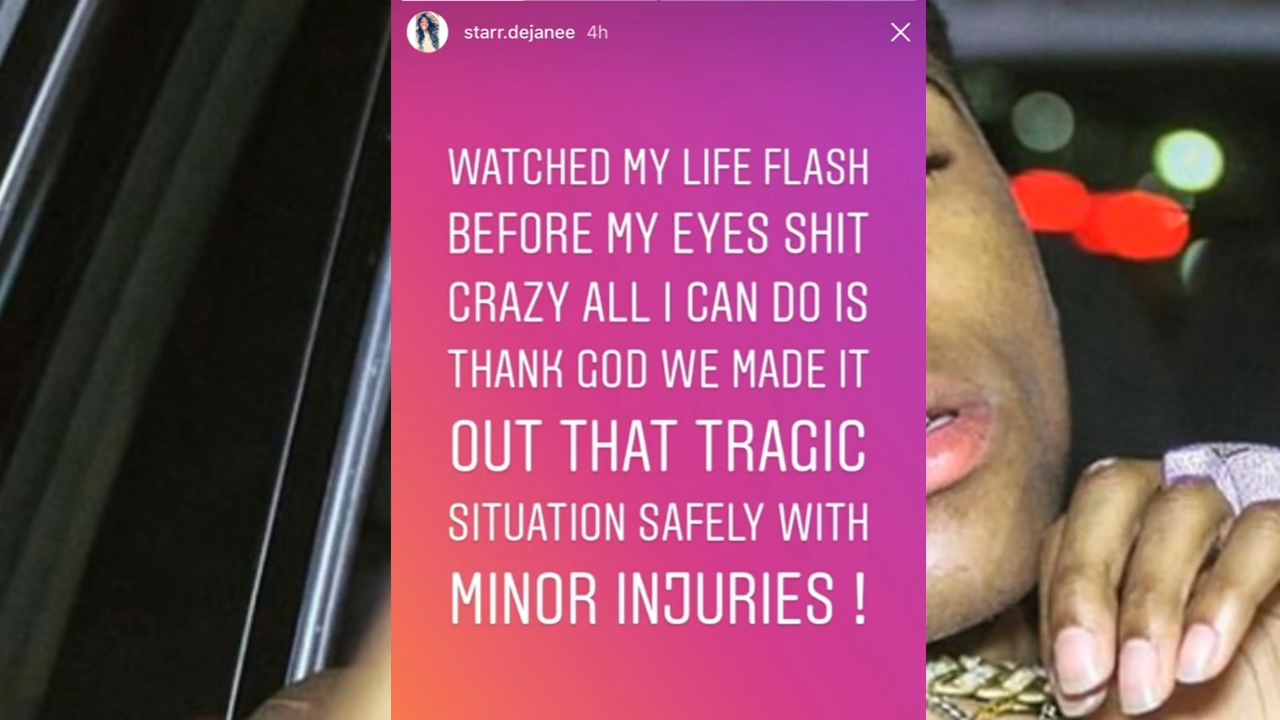 starr.dejanee 4h
WATCHED MY LIFE FLASH
BEFORE MY EYES SHIT
CRAZY ALL I CAN DO IS
THANK GOD WE MADE IT
OUT THAT TRAGIC
SITUATION SAFELY WITH
MINOR INJURIES !